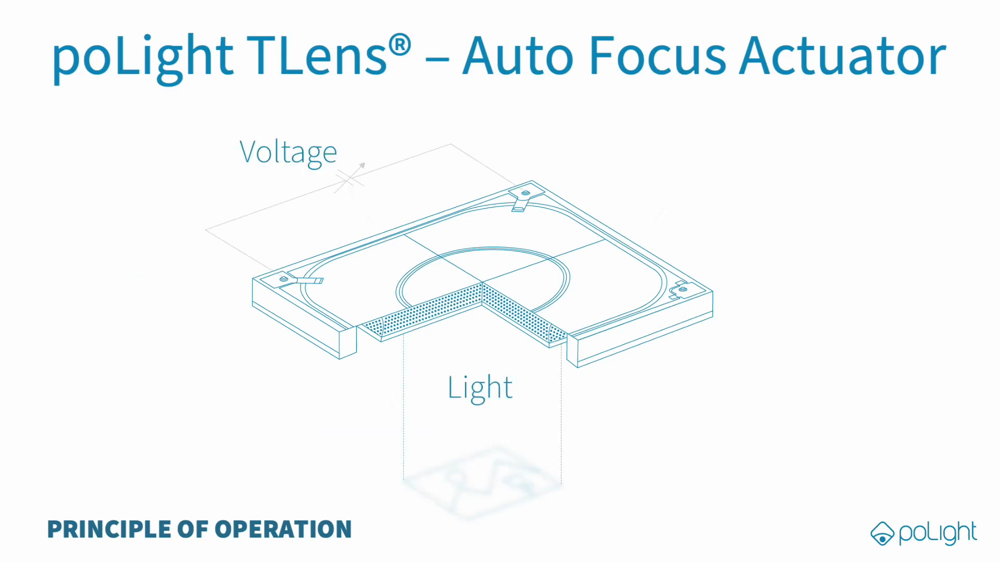 poLight TLens® – Auto Focus Actuator
Voltage
Light
PRINCIPLE OF OPERATION
poLight